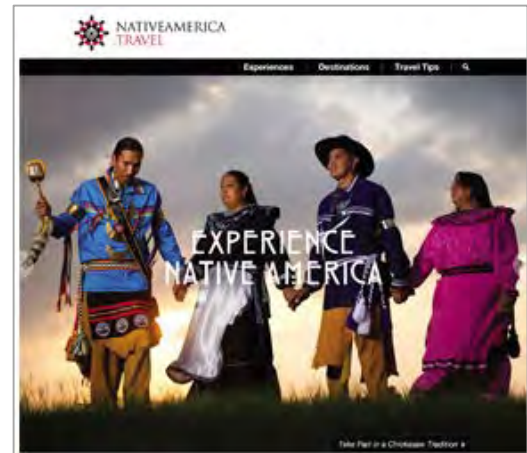 NATIVEAMERICA
TRAVEL
Experiences
Destinations
Travel Tips
EXPERIENCE
NATIVE AMERICA
Take Part in a Chickasaw Tradition